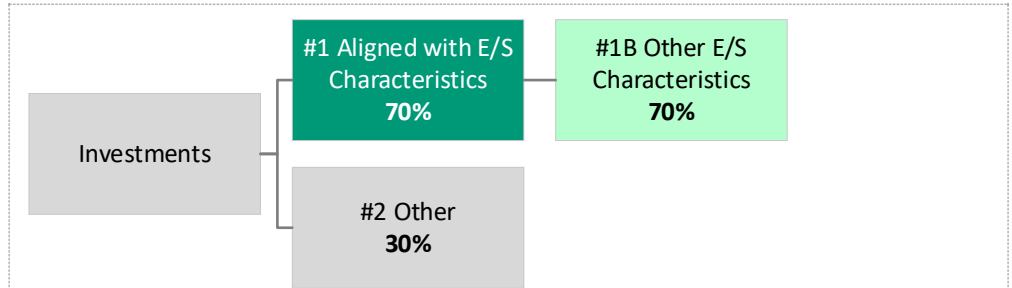 Investments
#1 Aligned with E/S
Characteristics
70%
#1B Other E/S
Characteristics
70%
#2 Other
30%